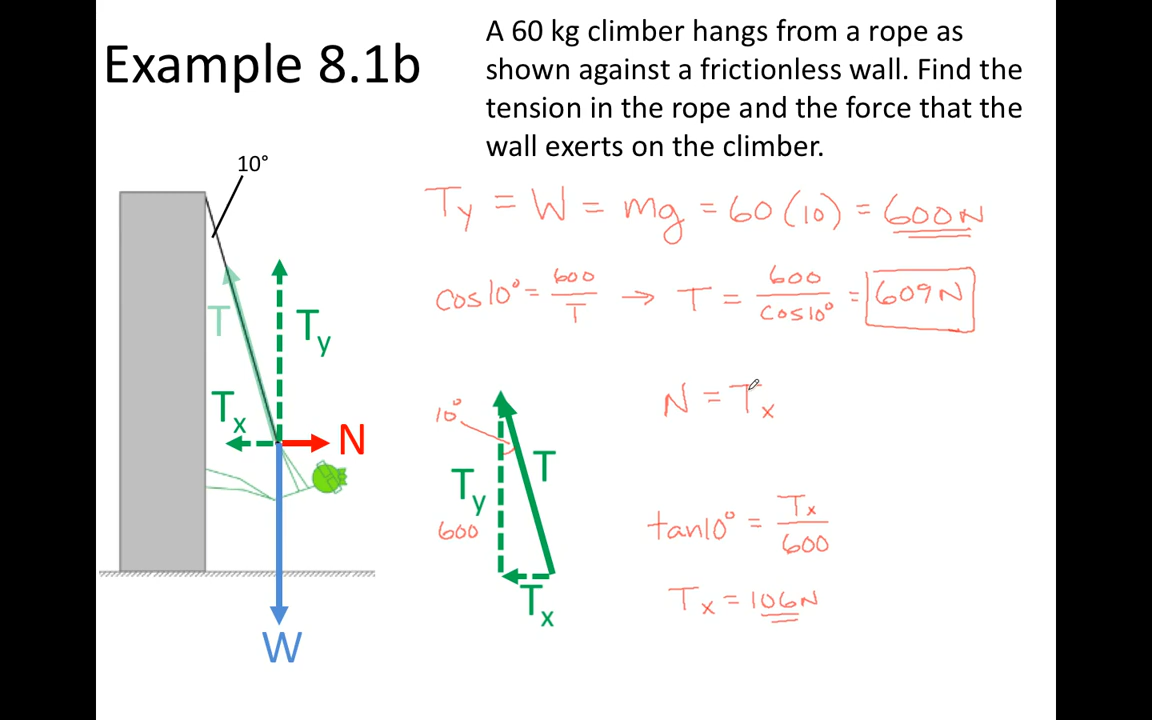 Example 8.1b
A 60 kg climber hangs from a rope as
shown against a frictionless wall. Find the
tension in the rope and the force that the
wall exerts on the climber.
10°
T
Ty
Tx
N
W
Ty = W = mg = 60 (10) = 600N
cos10° = 600/T → T = 600/cos10° = 609N
10°
Ty
600
T
Tx
N = Tx
tan10° = Tx/600
Tx = 106N